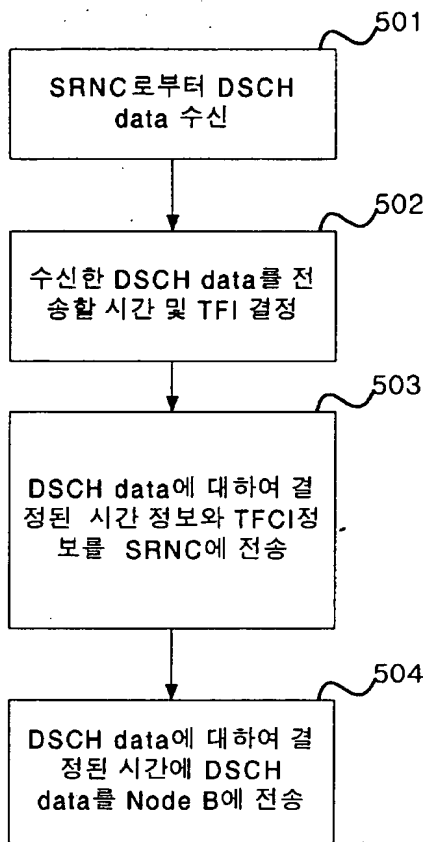 501
SRNC로부터 DSCH
data 수신
502
수신한 DSCH data를 전
송할 시간 및 TFI 결정
503
DSCH data에 대하여 결
정된 시간 정보와 TFCI정
보를 SRNC에 전송
504
DSCH data에 대하여 결
정된 시간에 DSCH
data를 Node B에 전송